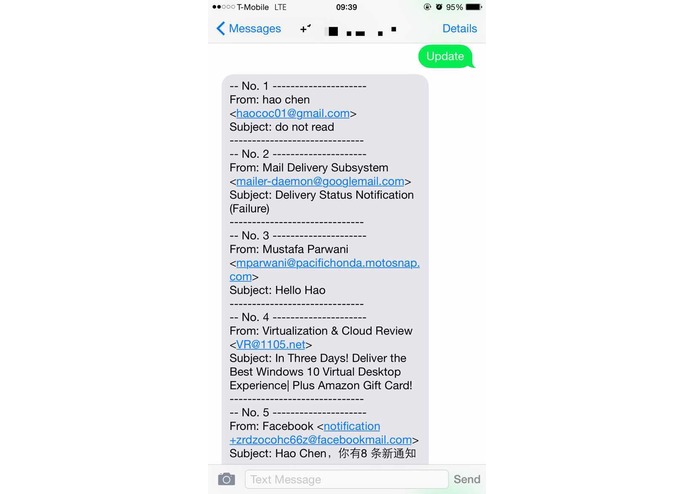 T-Mobile LTE 09:39 95%
Messages + Details
Update
-- No. 1 ---------------------
From: hao chen
<haococ01@gmail.com>
Subject: do not read
------------------------------
-- No. 2 ---------------------
From: Mail Delivery Subsystem
<mailer-daemon@googlemail.com>
Subject: Delivery Status Notification
(Failure)
------------------------------
-- No. 3 ---------------------
From: Mustafa Parwani
<mparwani@pacifichonda.motosnap.
com>
Subject: Hello Hao
------------------------------
-- No. 4 ---------------------
From: Virtualization & Cloud Review
<VR@1105.net>
Subject: In Three Days! Deliver the
Best Windows 10 Virtual Desktop
Experience| Plus Amazon Gift Card!
------------------------------
-- No. 5 ---------------------
From: Facebook <notification
+zrdzocohc66z@facebookmail.com>
Subject: Hao Chen，你有8 条新通知
Text Message Send